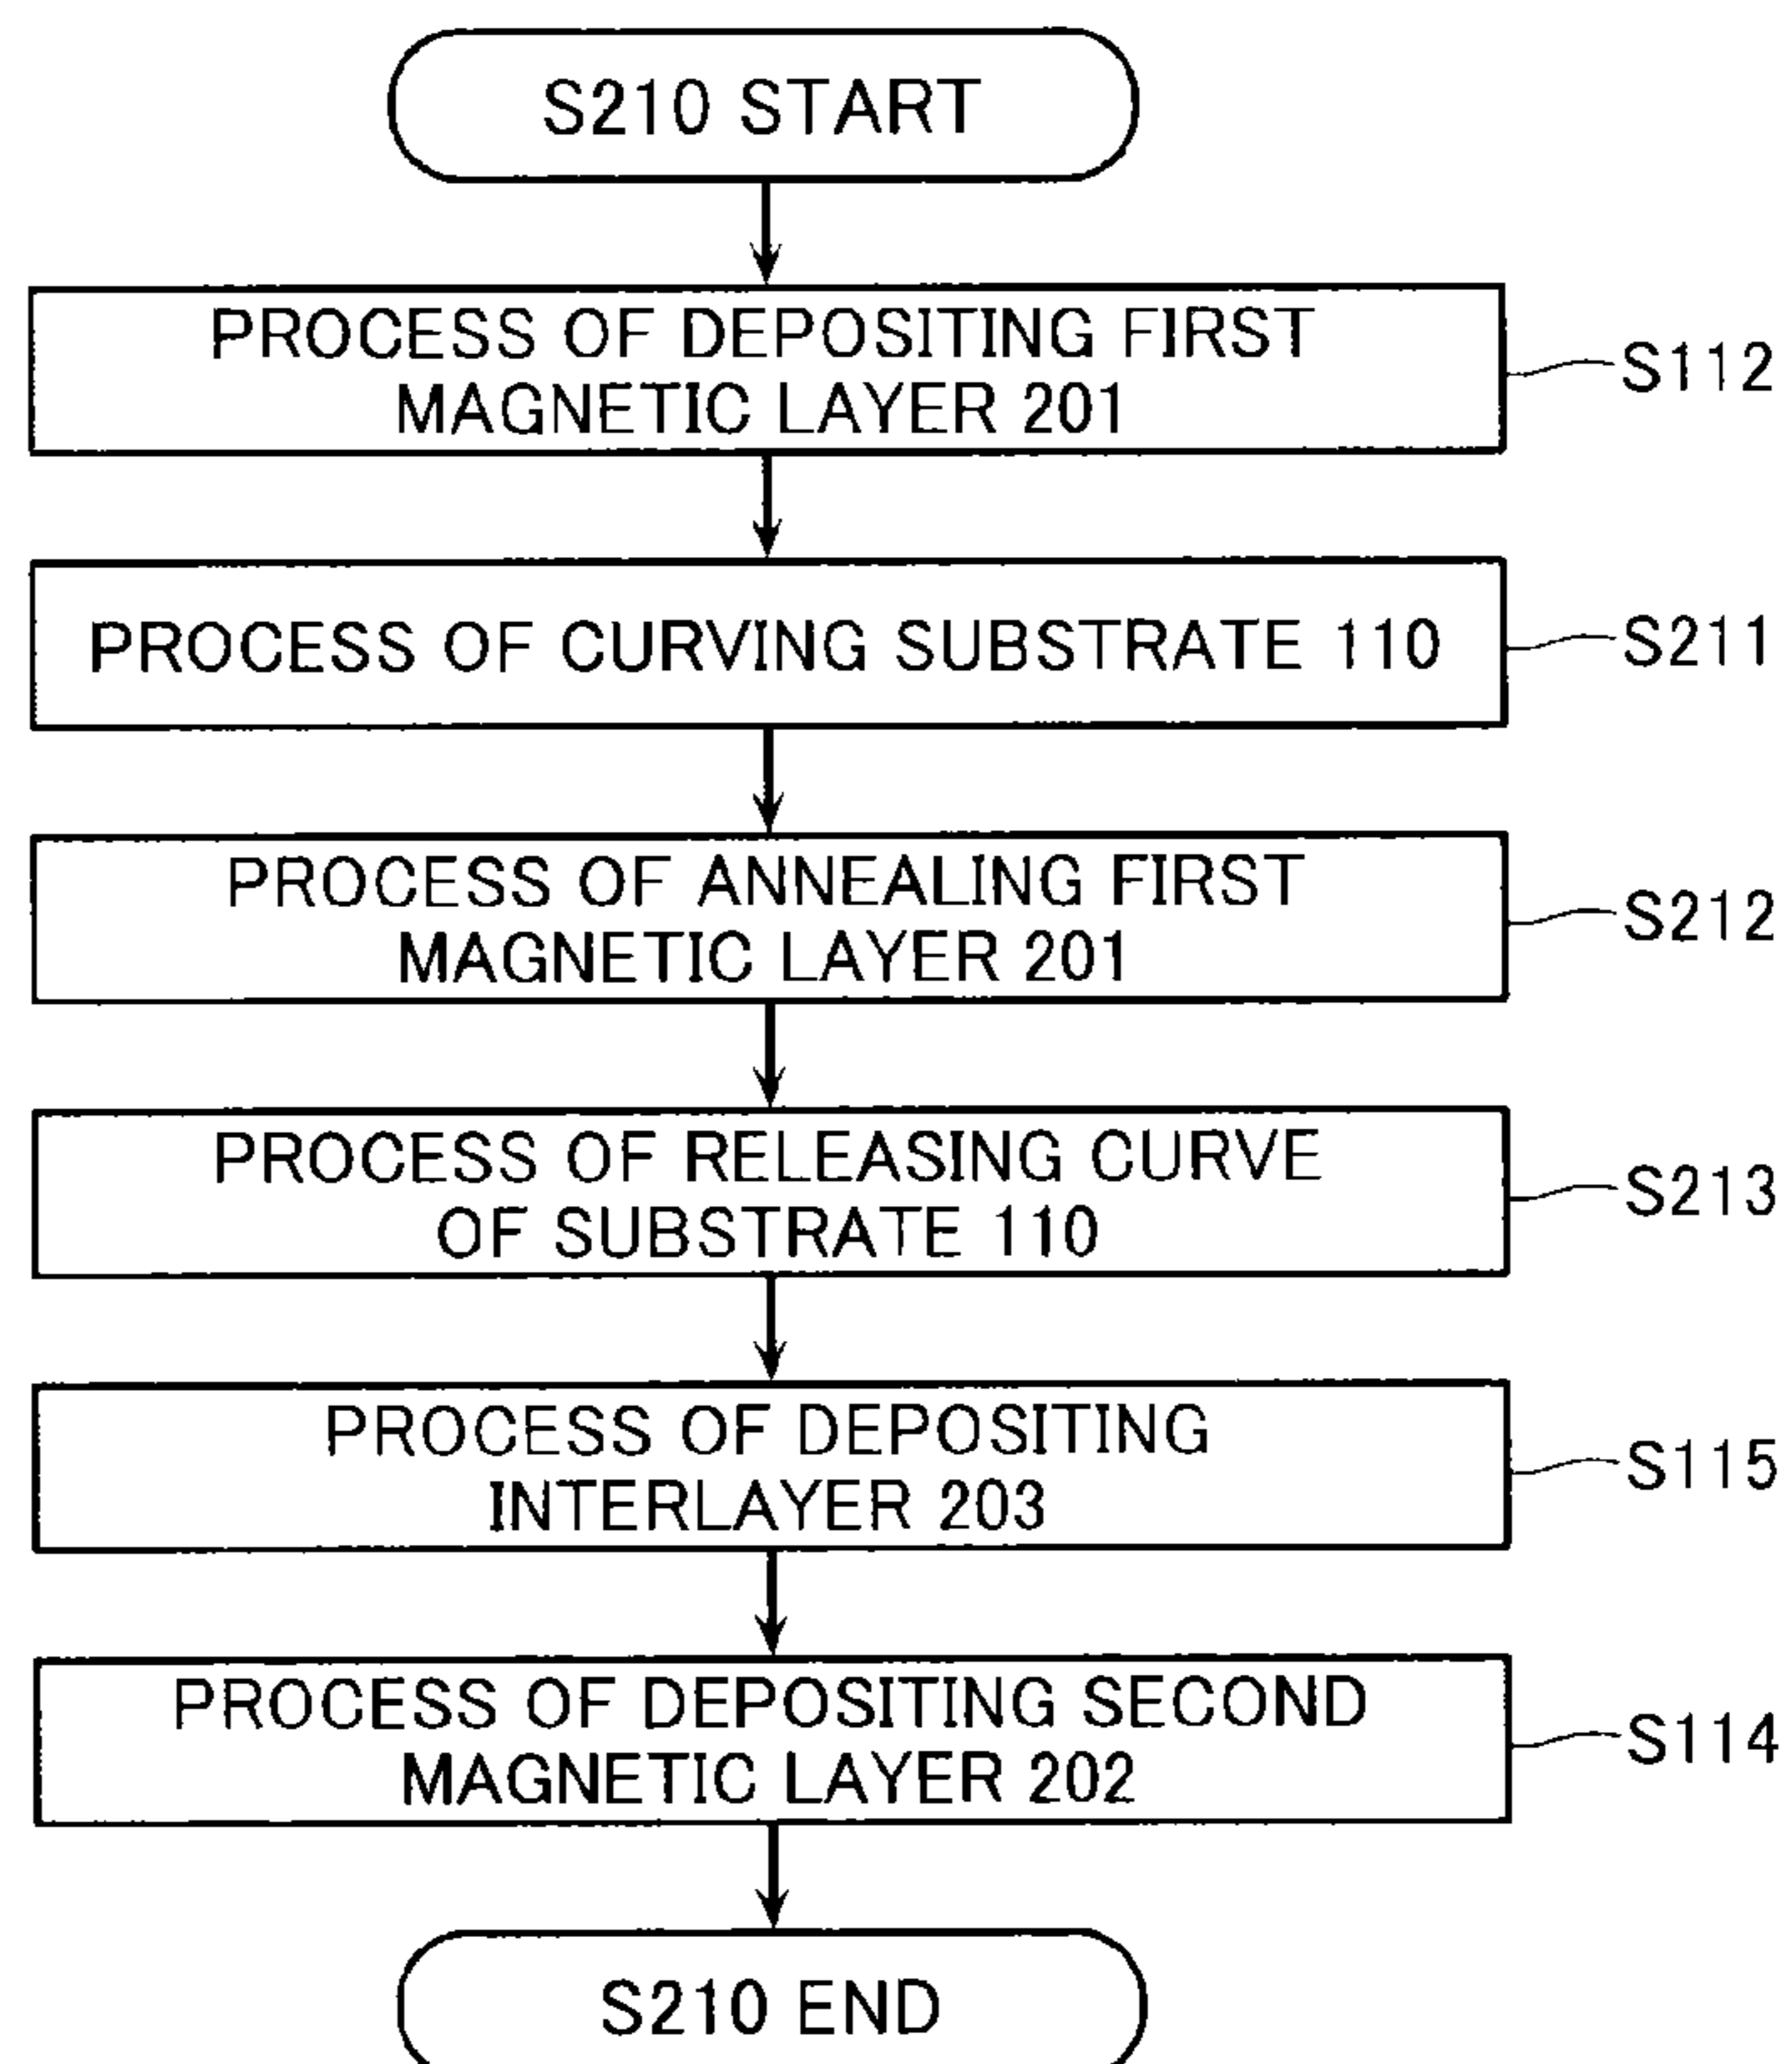 S210 START
PROCESS OF DEPOSITING FIRST
MAGNETIC LAYER 201
S112
PROCESS OF CURVING SUBSTRATE 110
S211
PROCESS OF ANNEALING FIRST
MAGNETIC LAYER 201
S212
PROCESS OF RELEASING CURVE
OF SUBSTRATE 110
S213
PROCESS OF DEPOSITING
INTERLAYER 203
S115
PROCESS OF DEPOSITING SECOND
MAGNETIC LAYER 202
S114
S210 END